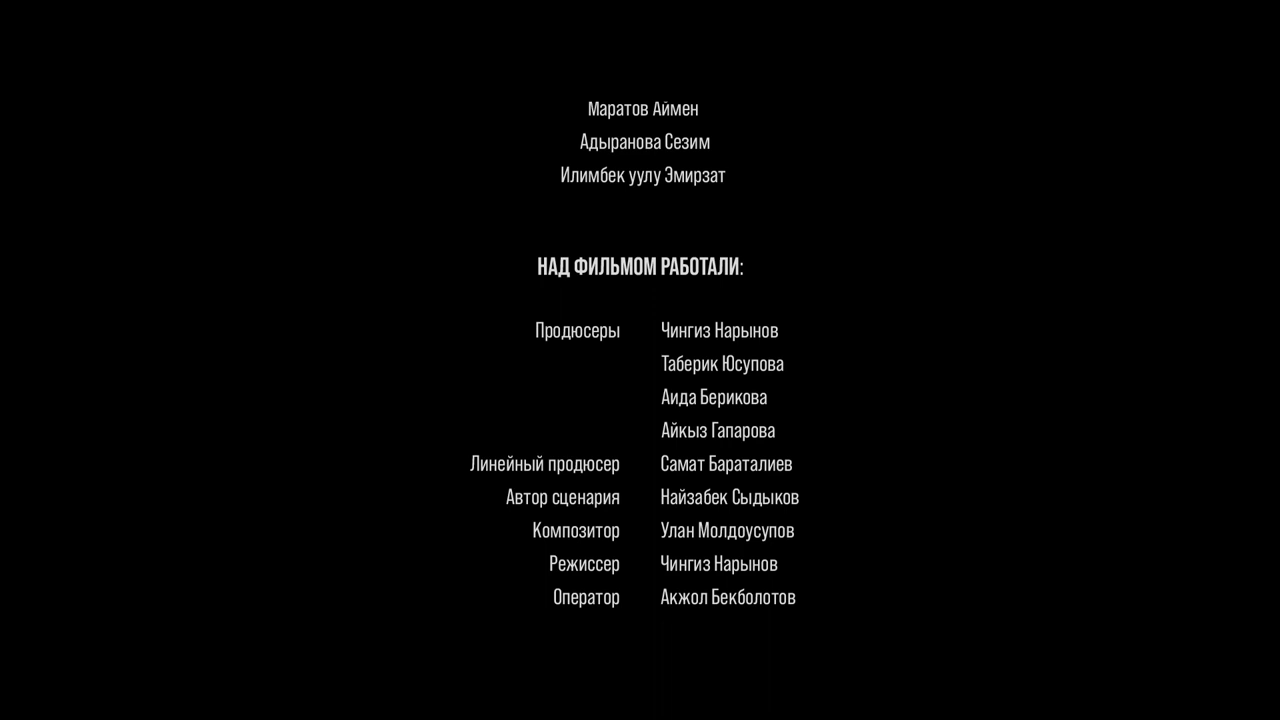 Маратов Аймен
Адыранова Сезим
Илимбек уулу Эмирзат
НАД ФИЛЬМОМ РАБОТАЛИ:
Продюсеры Чингиз Нарынов
Таберик Юсупова
Аида Берикова
Айкыз Гапарова
Линейный продюсер Самат Бараталиев
Автор сценария Найзабек Сыдыков
Композитор Улан Молдоусупов
Режиссер Чингиз Нарынов
Оператор Акжол Бекболотов